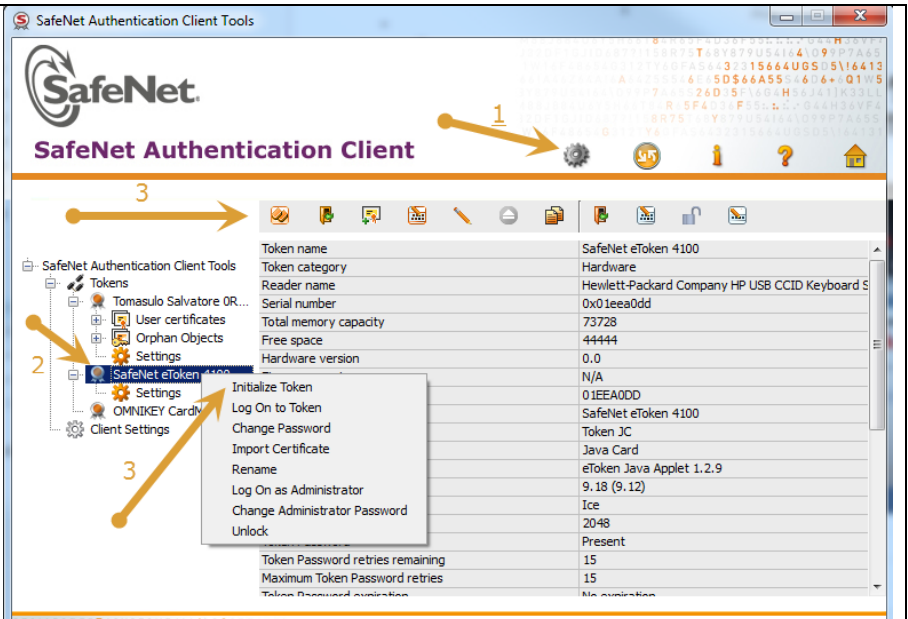 SafeNet Authentication Client Tools
SafeNet.
SafeNet Authentication Client
1
3
SafeNet Authentication Client Tools
Tokens
Tomasulo Salvatore 0R...
User certificates
Orphan Objects
Settings
2
SafeNet eToken 4100
Settings
OMNIKEY CardM
Client Settings
3
Initialize Token
Log On to Token
Change Password
Import Certificate
Rename
Log On as Administrator
Change Administrator Password
Unlock
Token name SafeNet eToken 4100
Token category Hardware
Reader name Hewlett-Packard Company HP USB CCID Keyboard S
Serial number 0x01eea0dd
Total memory capacity 73728
Free space 44444
Hardware version 0.0
N/A
01EEA0DD
SafeNet eToken 4100
Token JC
Java Card
eToken Java Applet 1.2.9
9.18 (9.12)
Ice
2048
Present
Token Password retries remaining 15
Maximum Token Password retries 15
Token Password expiration No expiration